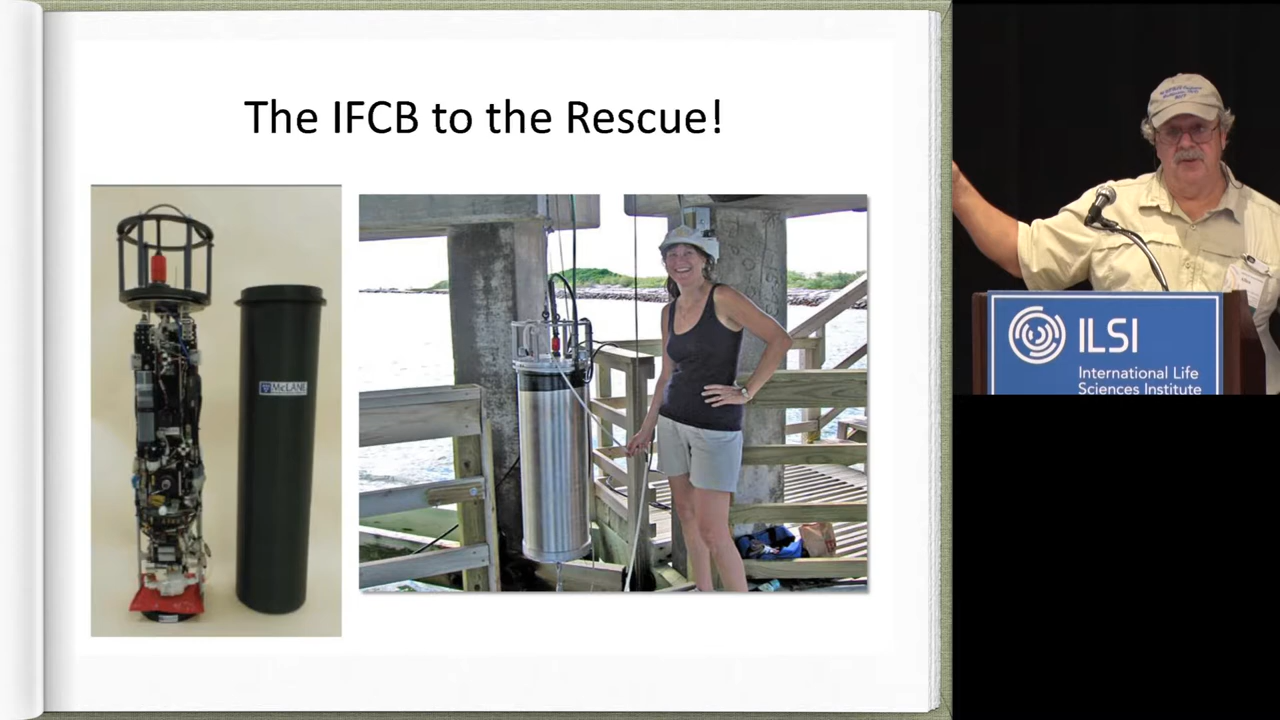 The IFCB to the Rescue!
McLANE
ILSI
International Life
Sciences Institute